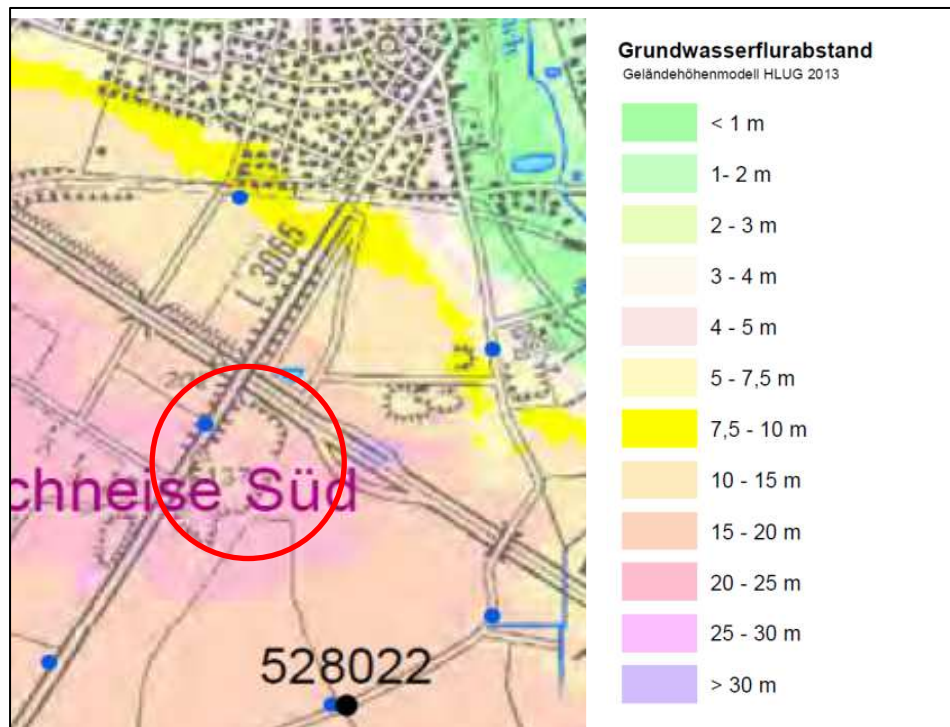 L 3065
chneise Süd
528022
Grundwasserflurabstand
Geländehöhenmodell HLUG 2013
< 1 m
1- 2 m
2 - 3 m
3 - 4 m
4 - 5 m
5 - 7,5 m
7,5 - 10 m
10 - 15 m
15 - 20 m
20 - 25 m
25 - 30 m
> 30 m